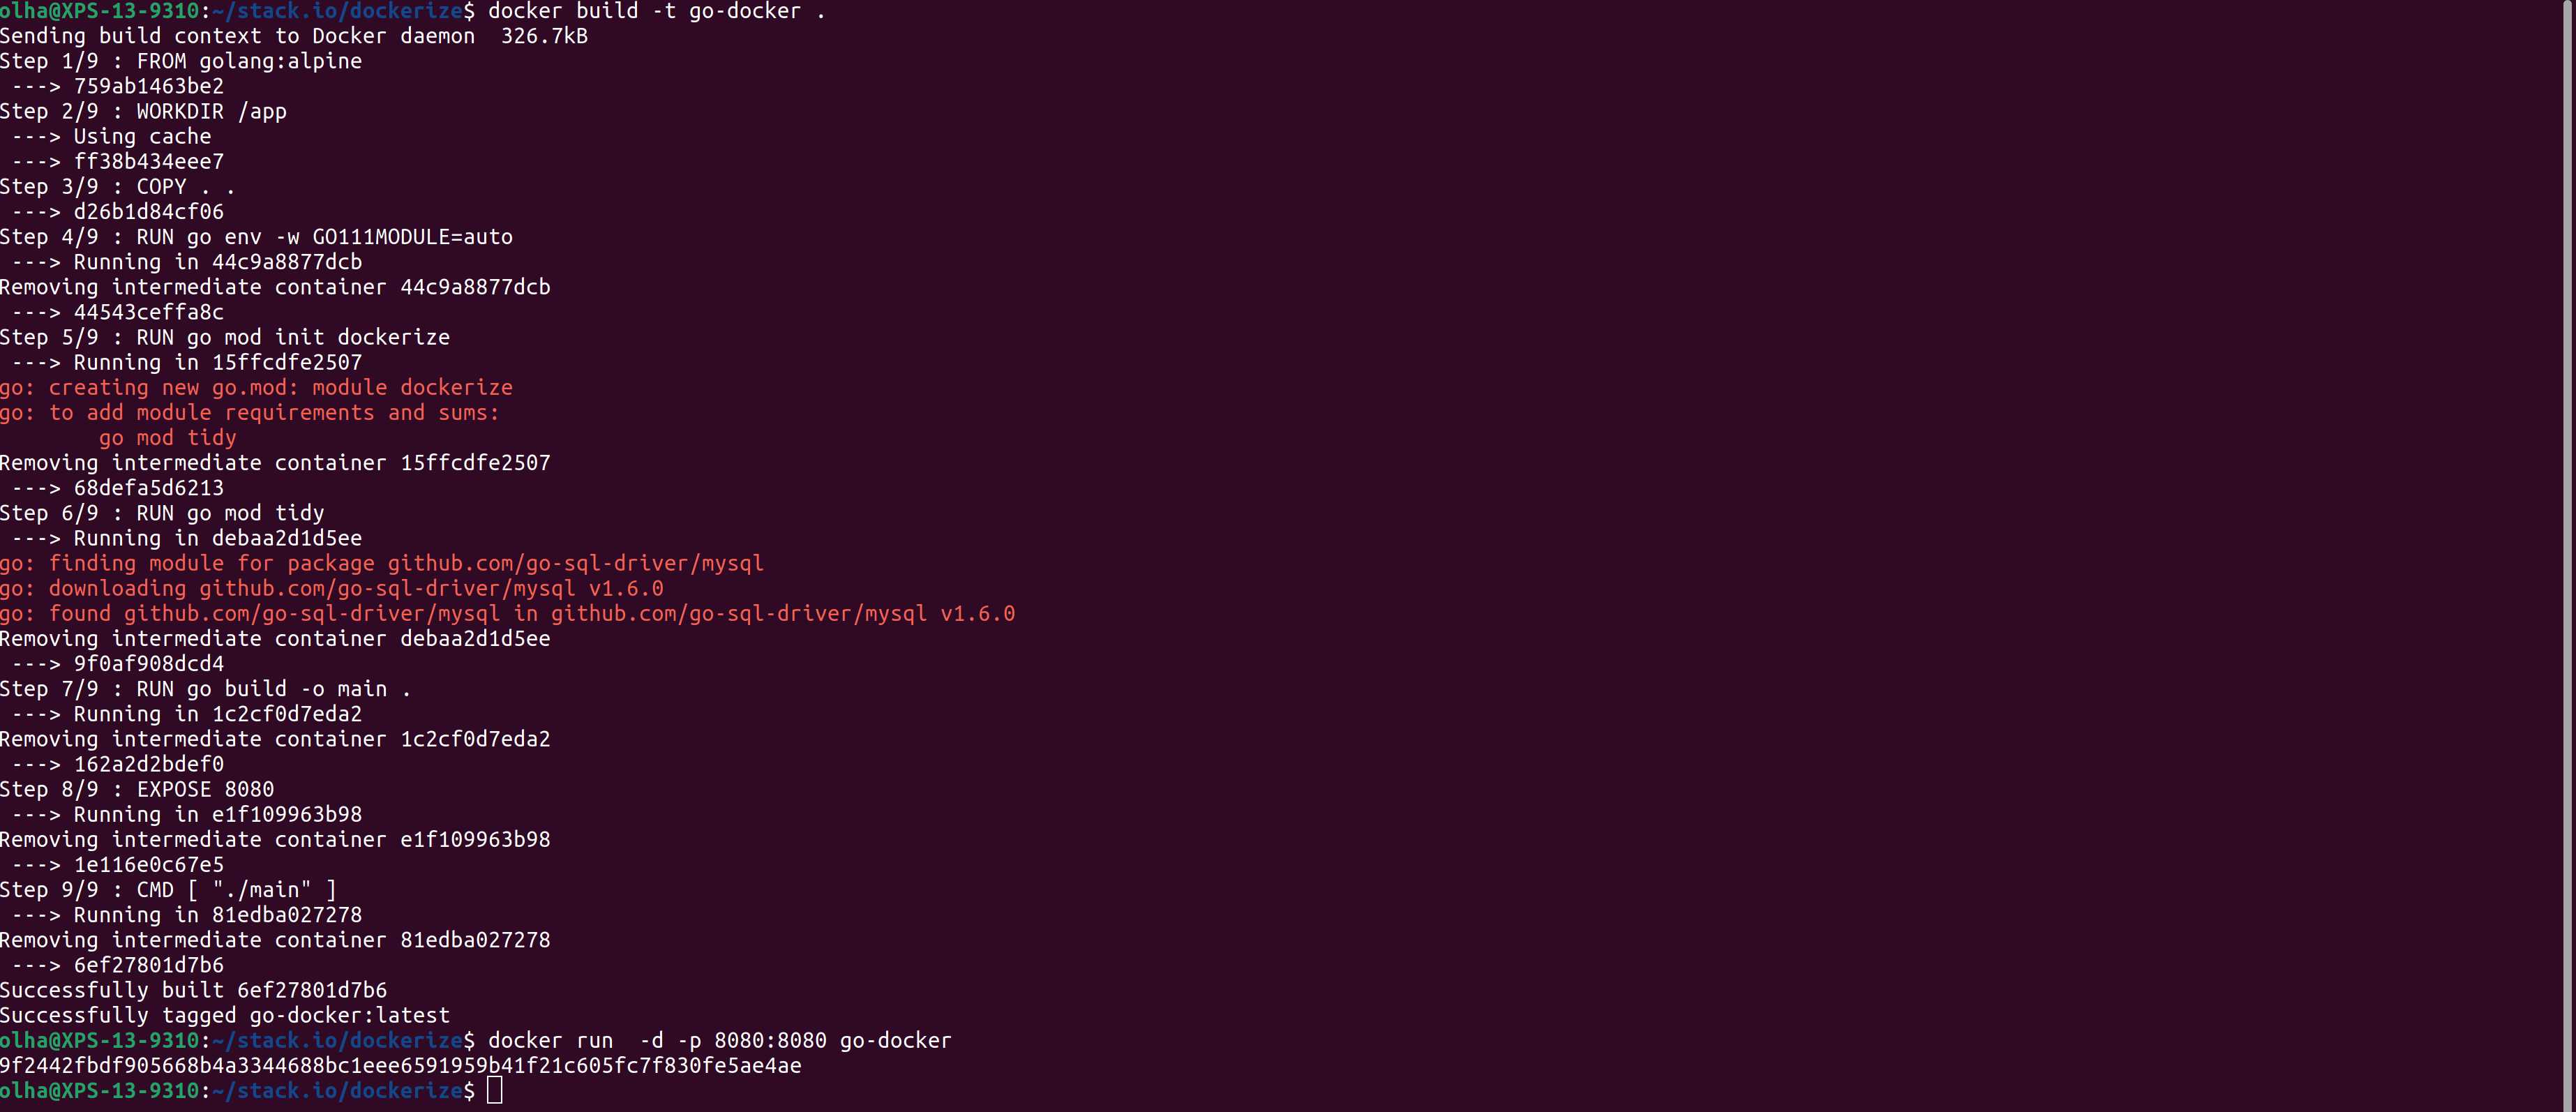 olha@XPS-13-9310:~/stack.io/dockerize$ docker build -t go-docker .
Sending build context to Docker daemon  326.7kB
Step 1/9 : FROM golang:alpine
 ---> 759ab1463be2
Step 2/9 : WORKDIR /app
 ---> Using cache
 ---> ff38b434eee7
Step 3/9 : COPY . .
 ---> d26b1d84cf06
Step 4/9 : RUN go env -w GO111MODULE=auto
 ---> Running in 44c9a8877dcb
Removing intermediate container 44c9a8877dcb
 ---> 44543ceffa8c
Step 5/9 : RUN go mod init dockerize
 ---> Running in 15ffcdfe2507
go: creating new go.mod: module dockerize
go: to add module requirements and sums:
        go mod tidy
Removing intermediate container 15ffcdfe2507
 ---> 68defa5d6213
Step 6/9 : RUN go mod tidy
 ---> Running in debaa2d1d5ee
go: finding module for package github.com/go-sql-driver/mysql
go: downloading github.com/go-sql-driver/mysql v1.6.0
go: found github.com/go-sql-driver/mysql in github.com/go-sql-driver/mysql v1.6.0
Removing intermediate container debaa2d1d5ee
 ---> 9f0af908dcd4
Step 7/9 : RUN go build -o main .
 ---> Running in 1c2cf0d7eda2
Removing intermediate container 1c2cf0d7eda2
 ---> 162a2d2bdef0
Step 8/9 : EXPOSE 8080
 ---> Running in e1f109963b98
Removing intermediate container e1f109963b98
 ---> 1e116e0c67e5
Step 9/9 : CMD [ "./main" ]
 ---> Running in 81edba027278
Removing intermediate container 81edba027278
 ---> 6ef27801d7b6
Successfully built 6ef27801d7b6
Successfully tagged go-docker:latest
olha@XPS-13-9310:~/stack.io/dockerize$ docker run  -d -p 8080:8080 go-docker
9f2442fbdf905668b4a3344688bc1eee6591959b41f21c605fc7f830fe5ae4ae
olha@XPS-13-9310:~/stack.io/dockerize$